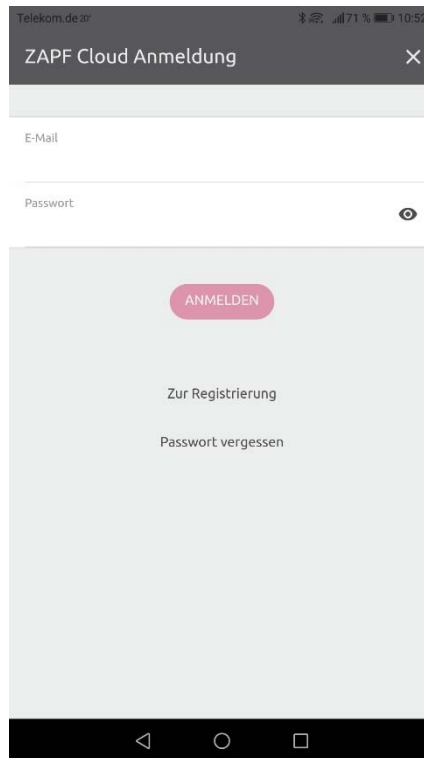 Telekom.de 71 % 10:52
ZAPF Cloud Anmeldung
E-Mail
Passwort
ANMELDEN
Zur Registrierung
Passwort vergessen